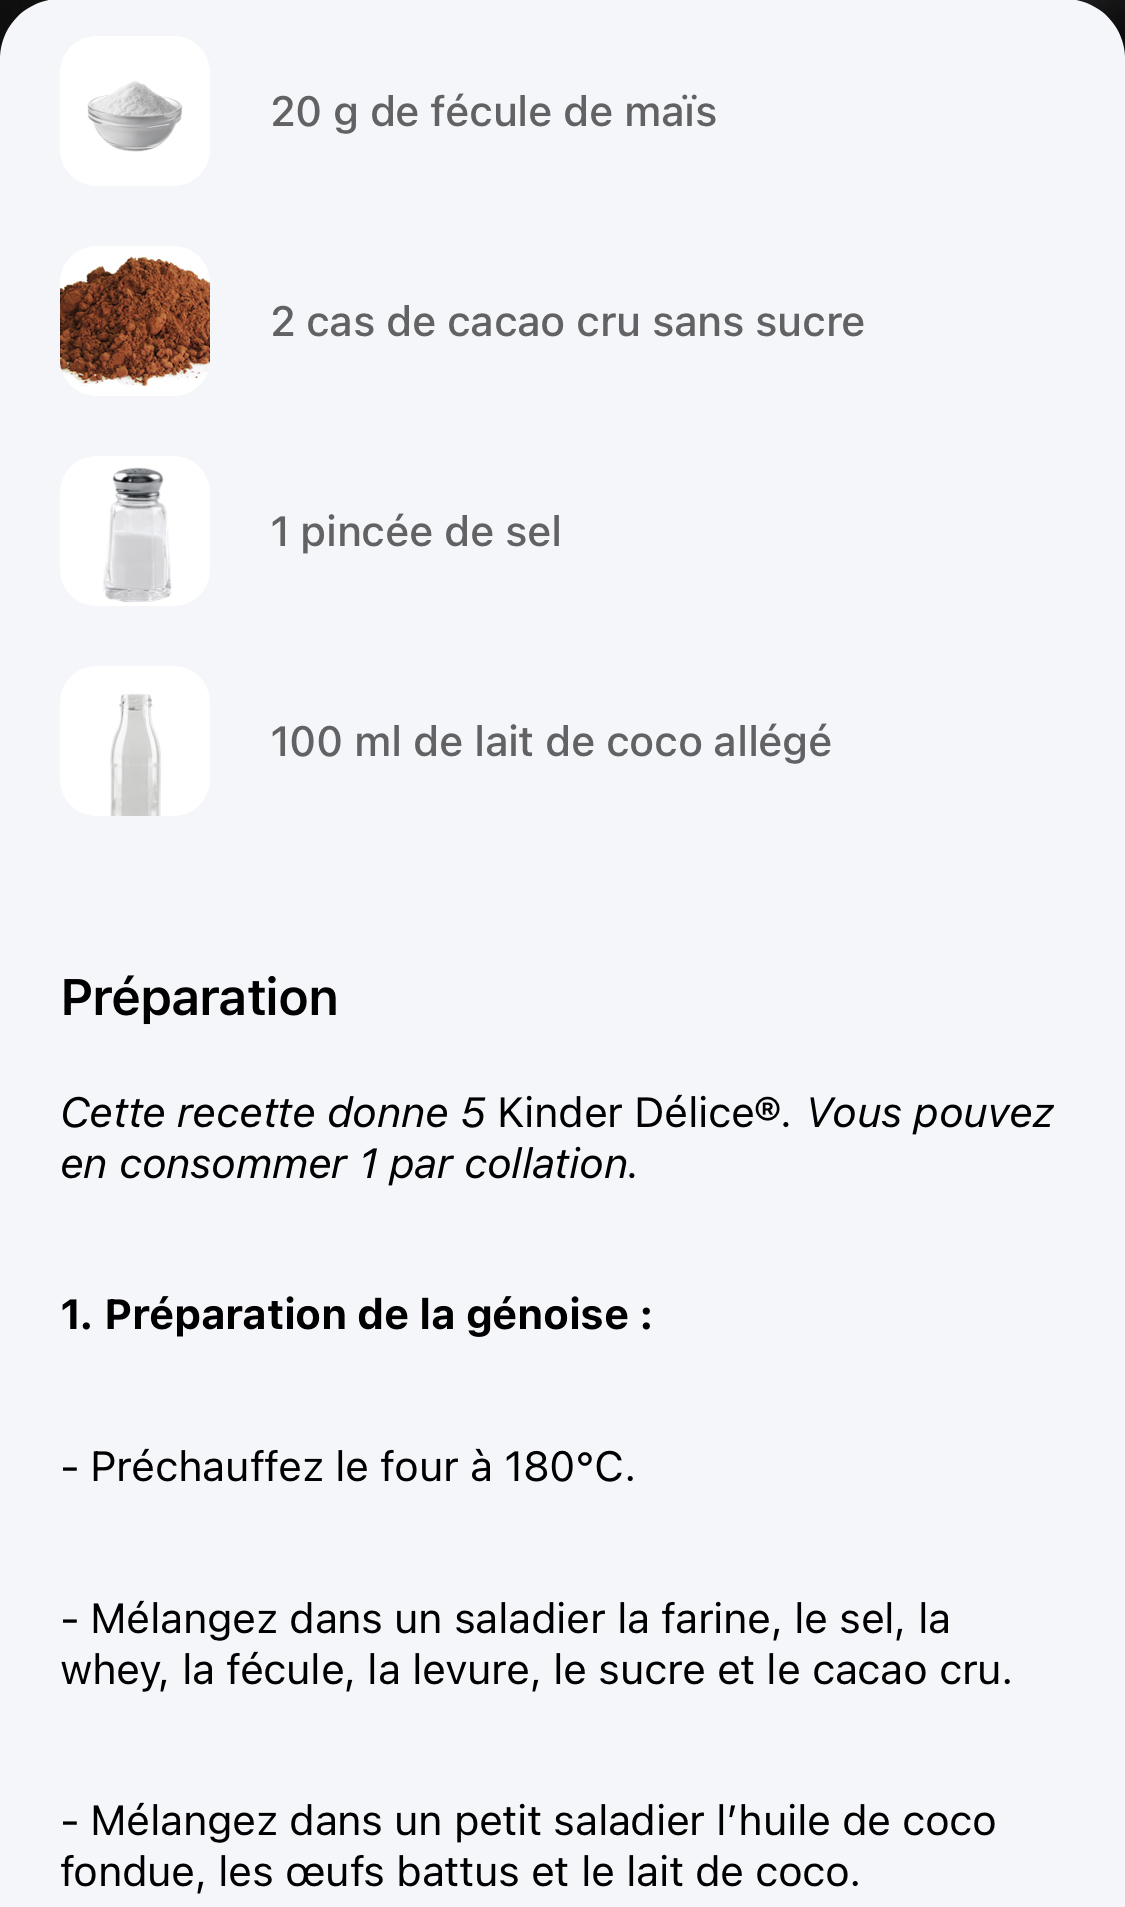 20 g de fécule de maïs
2 cas de cacao cru sans sucre
1 pincée de sel
100 ml de lait de coco allégé
Préparation
Cette recette donne 5 Kinder Délice®. Vous pouvez
en consommer 1 par collation.
1. Préparation de la génoise :
- Préchauffez le four à 180°C.
- Mélangez dans un saladier la farine, le sel, la
whey, la fécule, la levure, le sucre et le cacao cru.
- Mélangez dans un petit saladier l’huile de coco
fondue, les œufs battus et le lait de coco.